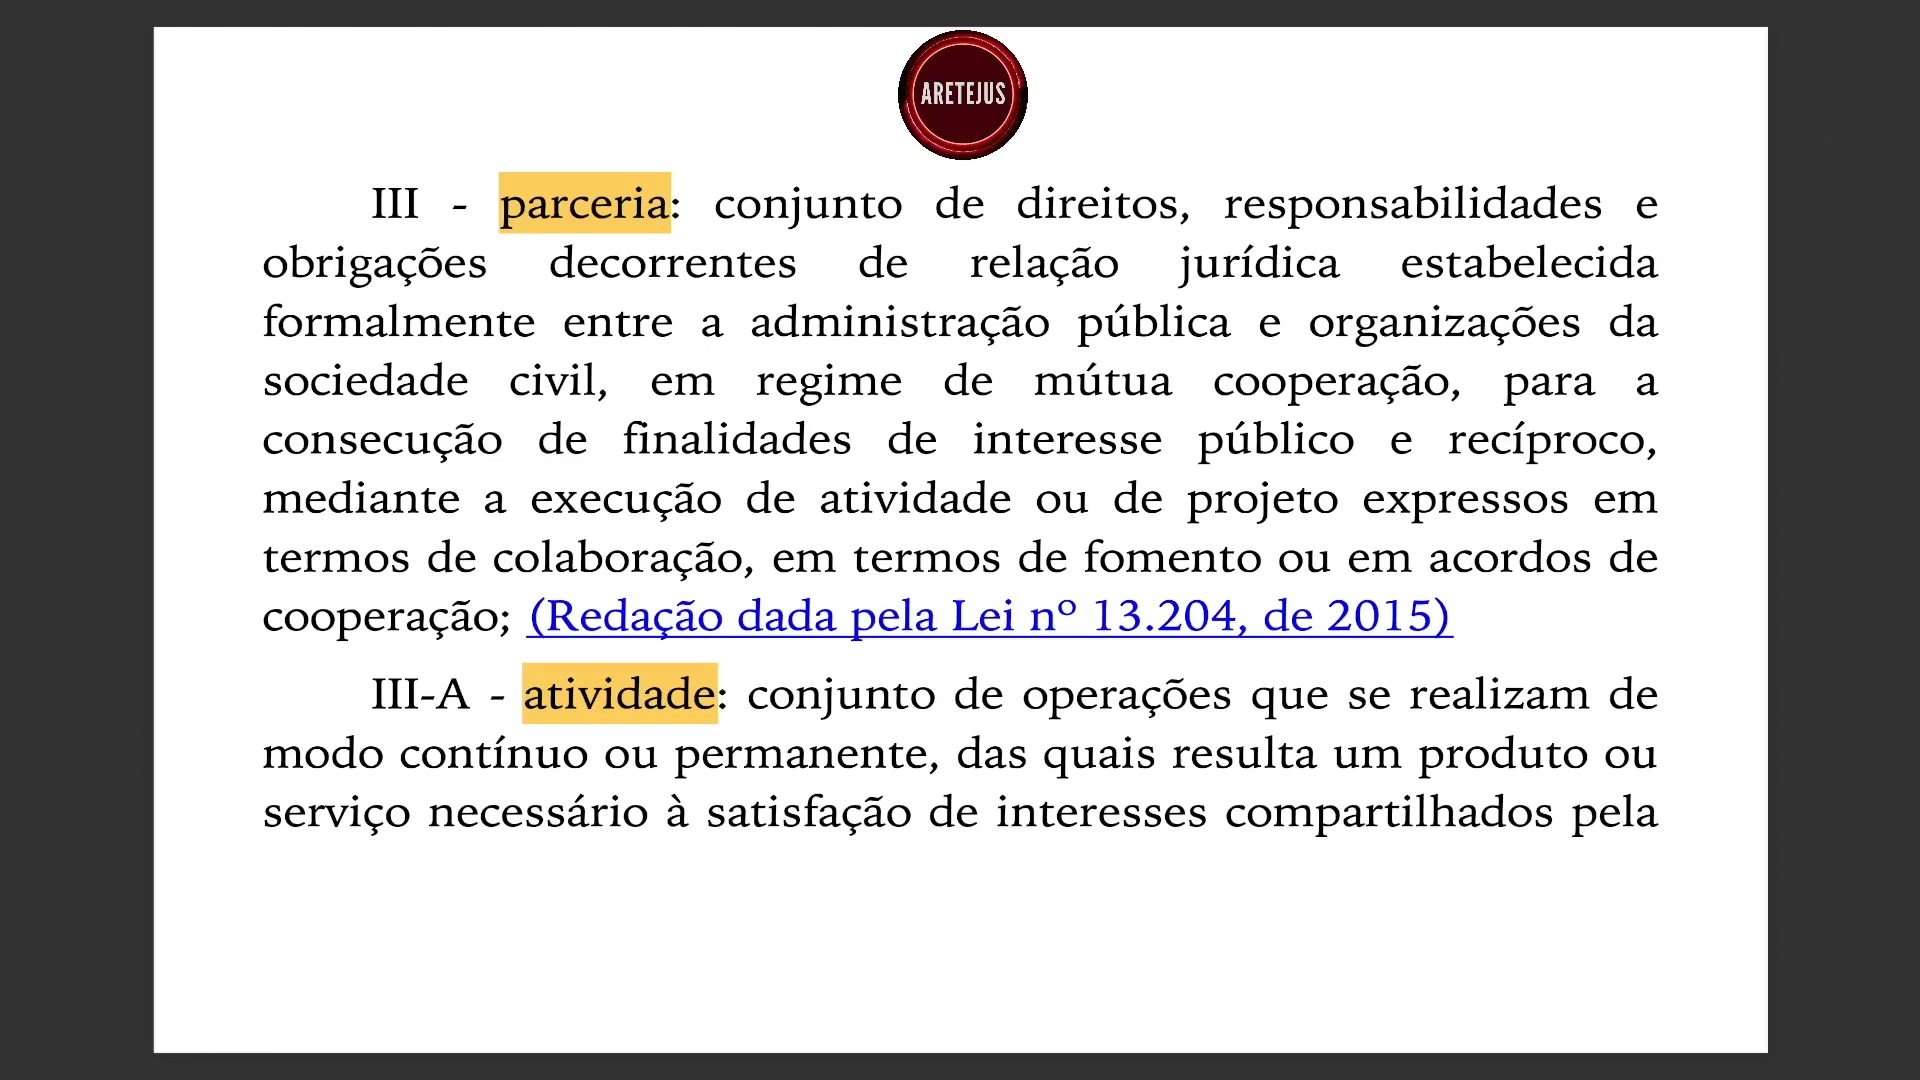 ARETEJUS
III - parceria: conjunto de direitos, responsabilidades e
obrigações decorrentes de relação jurídica estabelecida
formalmente entre a administração pública e organizações da
sociedade civil, em regime de mútua cooperação, para a
consecução de finalidades de interesse público e recíproco,
mediante a execução de atividade ou de projeto expressos em
termos de colaboração, em termos de fomento ou em acordos de
cooperação; (Redação dada pela Lei nº 13.204, de 2015)
III-A - atividade: conjunto de operações que se realizam de
modo contínuo ou permanente, das quais resulta um produto ou
serviço necessário à satisfação de interesses compartilhados pela